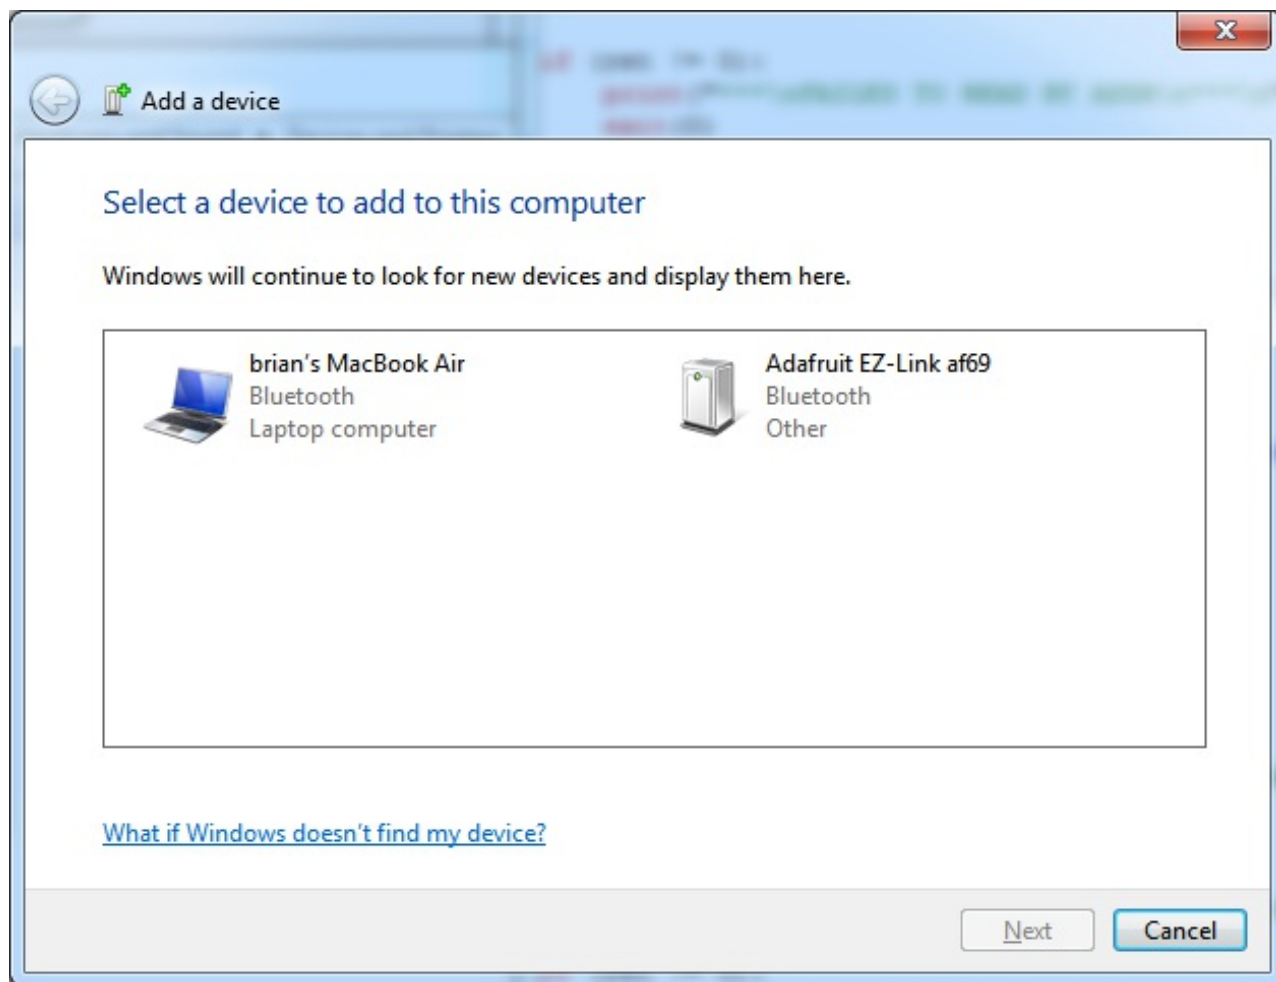 Add a device
Select a device to add to this computer
Windows will continue to look for new devices and display them here.
brian's MacBook Air
Bluetooth
Laptop computer
Adafruit EZ-Link af69
Bluetooth
Other
What if Windows doesn't find my device?
Next
Cancel